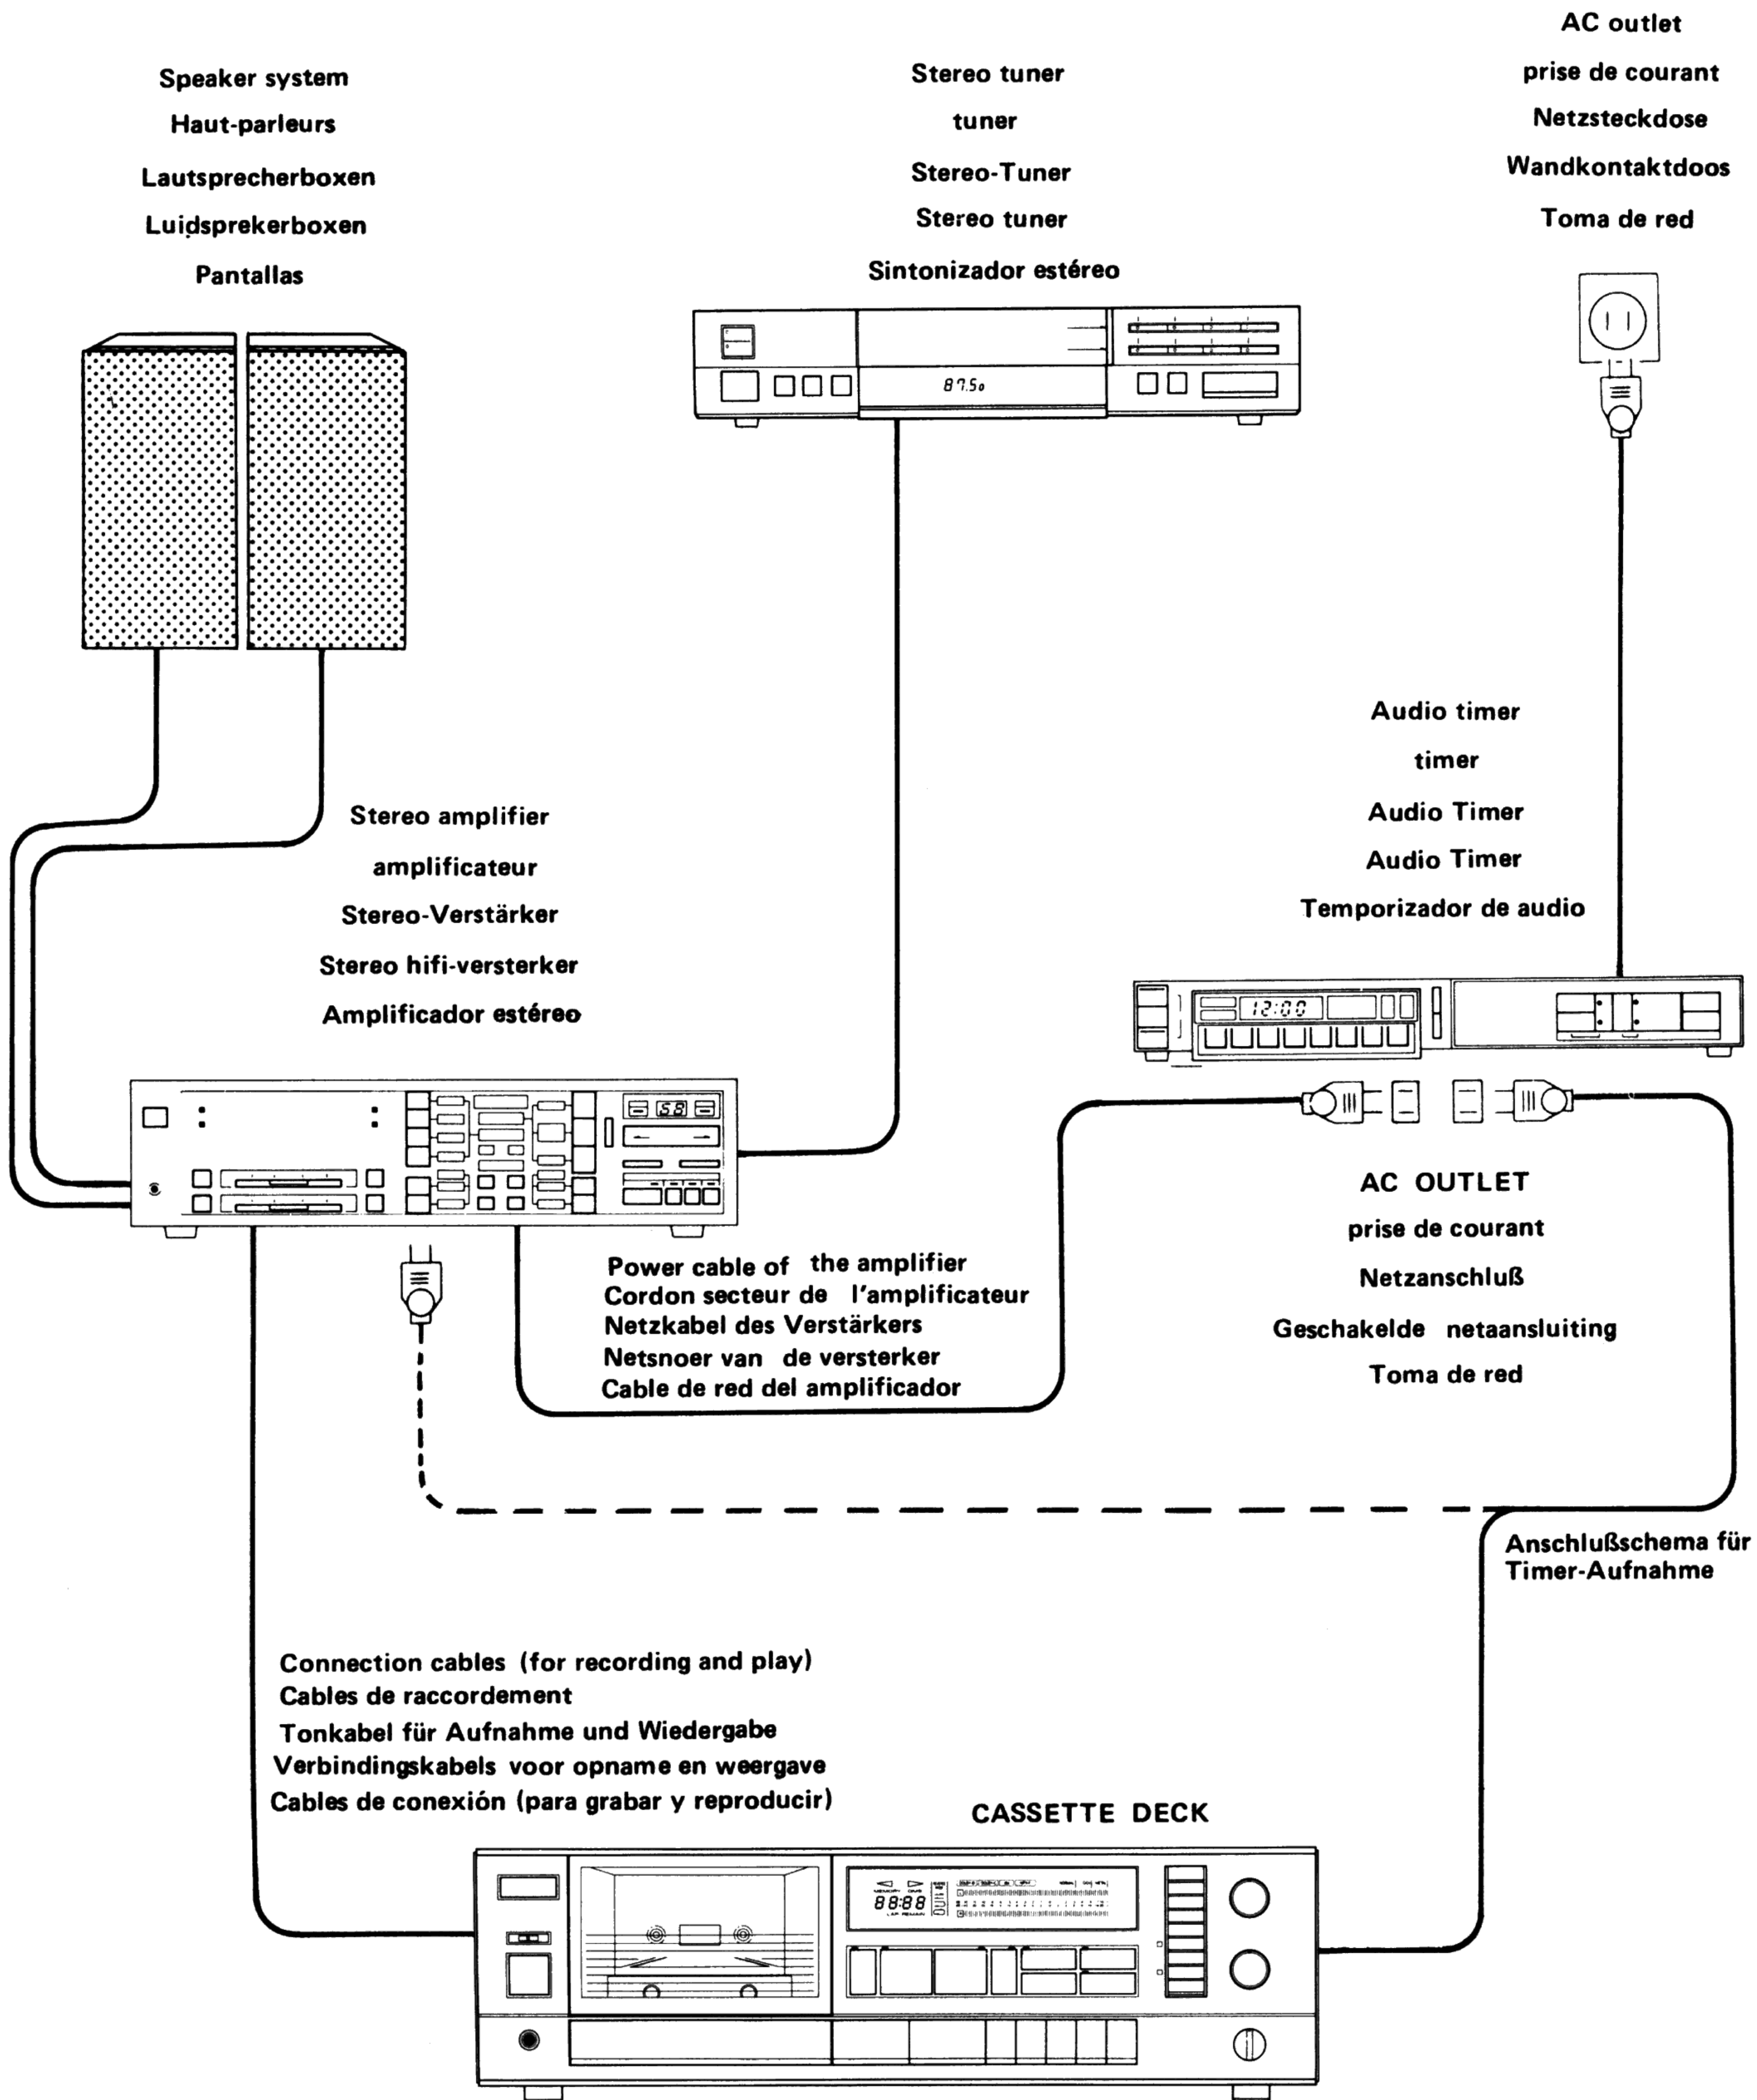 Speaker system
Haut-parleurs
Lautsprecherboxen
Luidsprekerboxen
Pantallas
Stereo tuner
tuner
Stereo-Tuner
Stereo tuner
Sintonizador estéreo
87.50
AC outlet
prise de courant
Netzsteckdose
Wandkontaktdoos
Toma de red
Audio timer
timer
Audio Timer
Audio Timer
Temporizador de audio
12:00
Stereo amplifier
amplificateur
Stereo-Verstärker
Stereo hifi-versterker
Amplificador estéreo
58
AC OUTLET
prise de courant
Netzanschluß
Geschakelde netaansluiting
Toma de red
Power cable of the amplifier
Cordon secteur de l'amplificateur
Netzkabel des Verstärkers
Netsnoer van de versterker
Cable de red del amplificador
Anschlußschema für
Timer-Aufnahme
Connection cables (for recording and play)
Cables de raccordement
Tonkabel für Aufnahme und Wiedergabe
Verbindingskabels voor opname en weergave
Cables de conexión (para grabar y reproducir)
CASSETTE DECK
MEMORY
88:88
LAP REMAIN